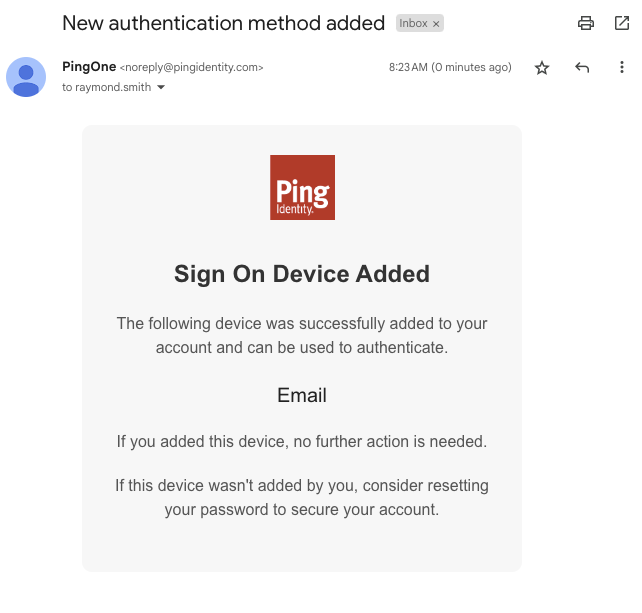 New authentication method added Inbox ×
PingOne <noreply@pingidentity.com> 8:23 AM (0 minutes ago)
to raymond.smith
Ping
Identity.
Sign On Device Added
The following device was successfully added to your
account and can be used to authenticate.
Email
If you added this device, no further action is needed.
If this device wasn't added by you, consider resetting
your password to secure your account.